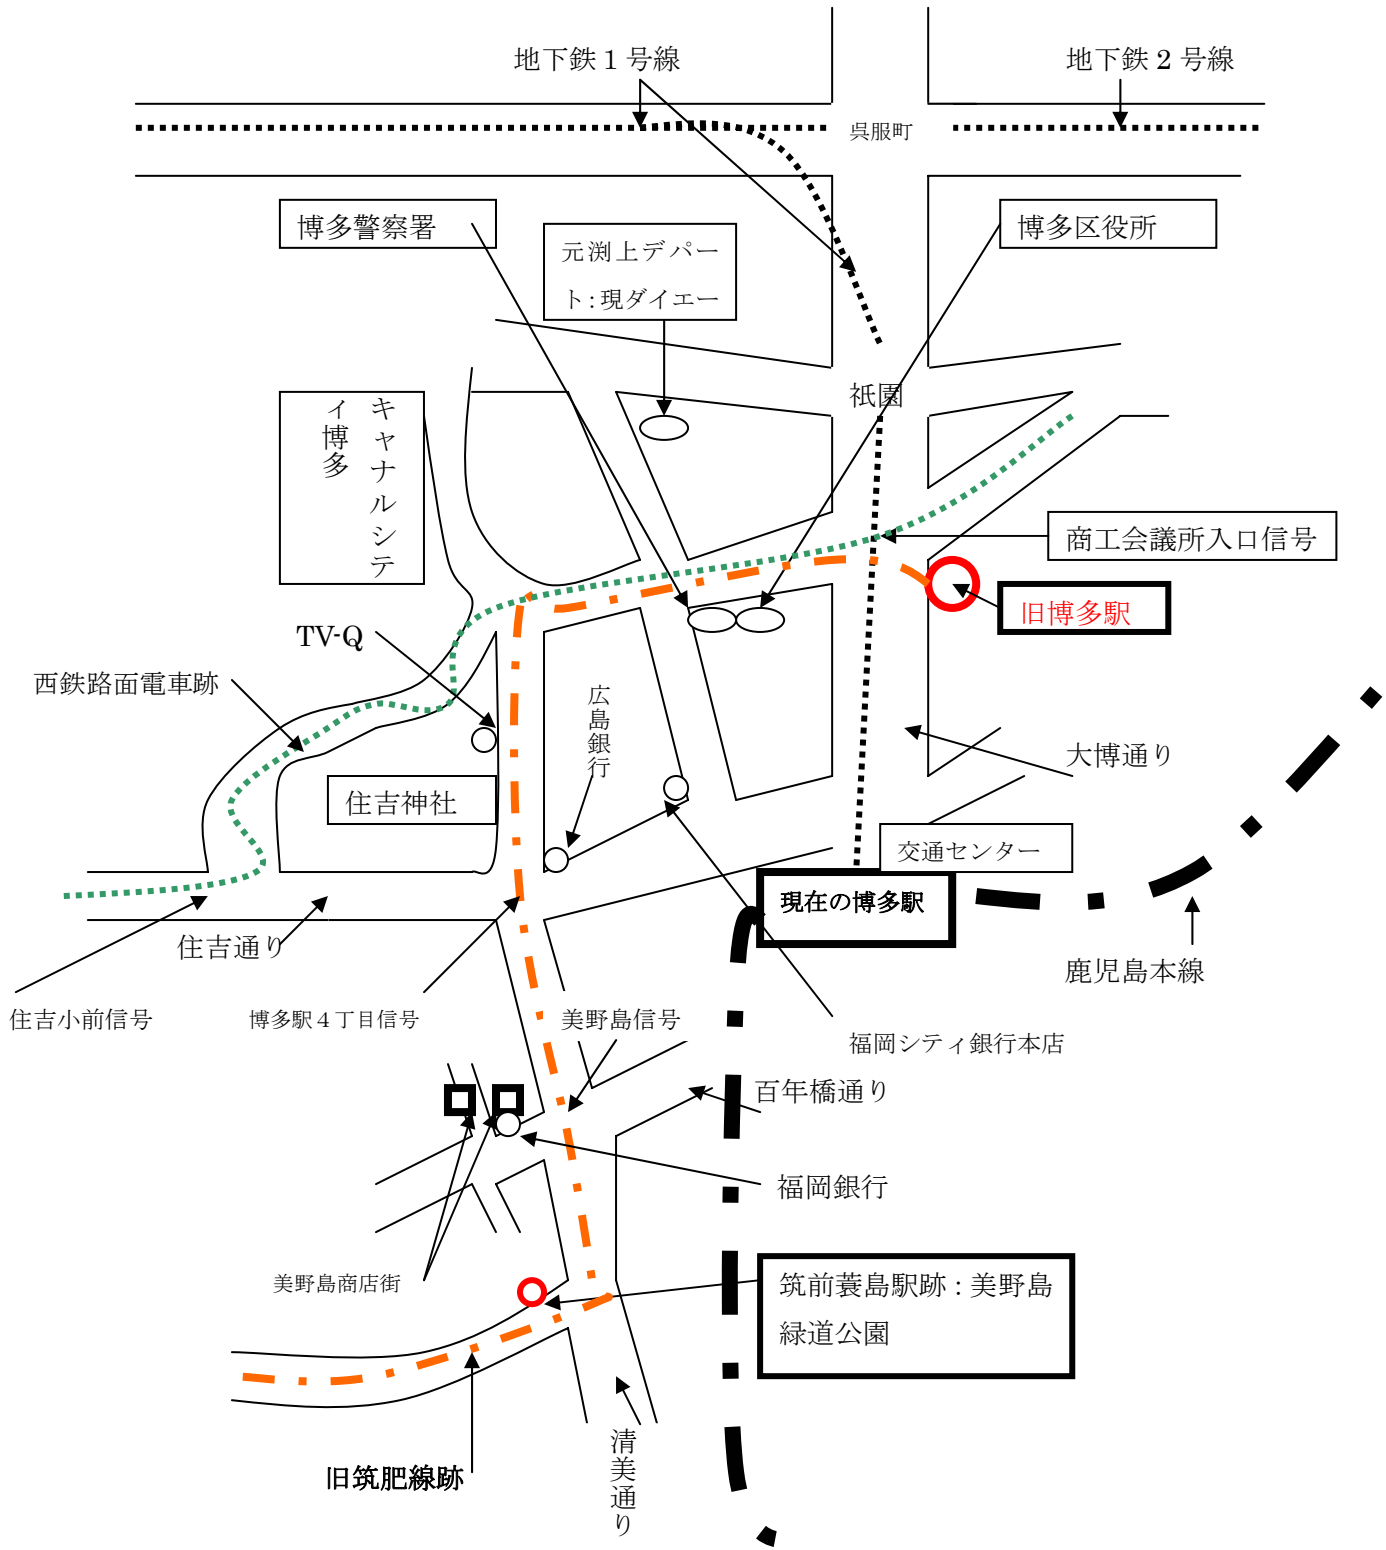 地下鉄1号線
地下鉄2号線
呉服町
博多警察署
元渕上デパー
ト:現ダイエー
博多区役所
祇園
キャナルシテ
ィ博多
商工会議所入口信号
旧博多駅
TV-Q
西鉄路面電車跡
広島銀行
大博通り
住吉神社
交通センター
現在の博多駅
住吉通り
鹿児島本線
住吉小前信号
博多駅4丁目信号
美野島信号
福岡シティ銀行本店
百年橋通り
福岡銀行
美野島商店街
筑前蓑島駅跡:美野島
緑道公園
清美通り
旧筑肥線跡